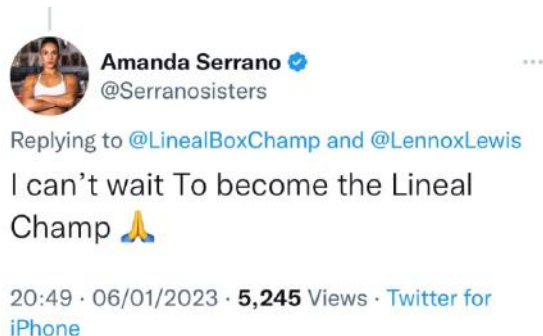 Amanda Serrano
@Serranosisters
Replying to @LinealBoxChamp and @LennoxLewis
I can't wait To become the Lineal
Champ 🙏
20:49 · 06/01/2023 · 5,245 Views · Twitter for
iPhone